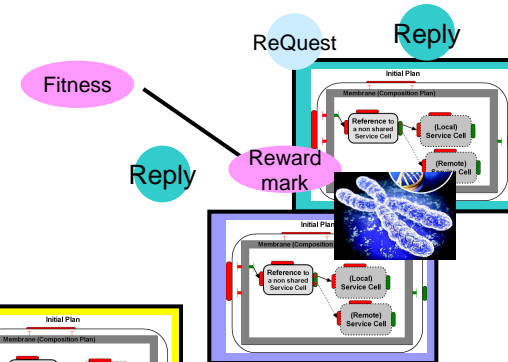 ReQuest
Reply
Initial Plan
Membrane (Composition Plan)
Reference to
a non shared
Service Cell
(Local)
Service Cell
(Remote)
Service Cell
Fitness
Reward
mark
Reply
Initial Plan
Membrane (Composition
Reference to
a non shared
Service Cell
(Local)
Service Cell
(Remote)
Service Cell
Initial Plan
Membrane (Composition Plan)